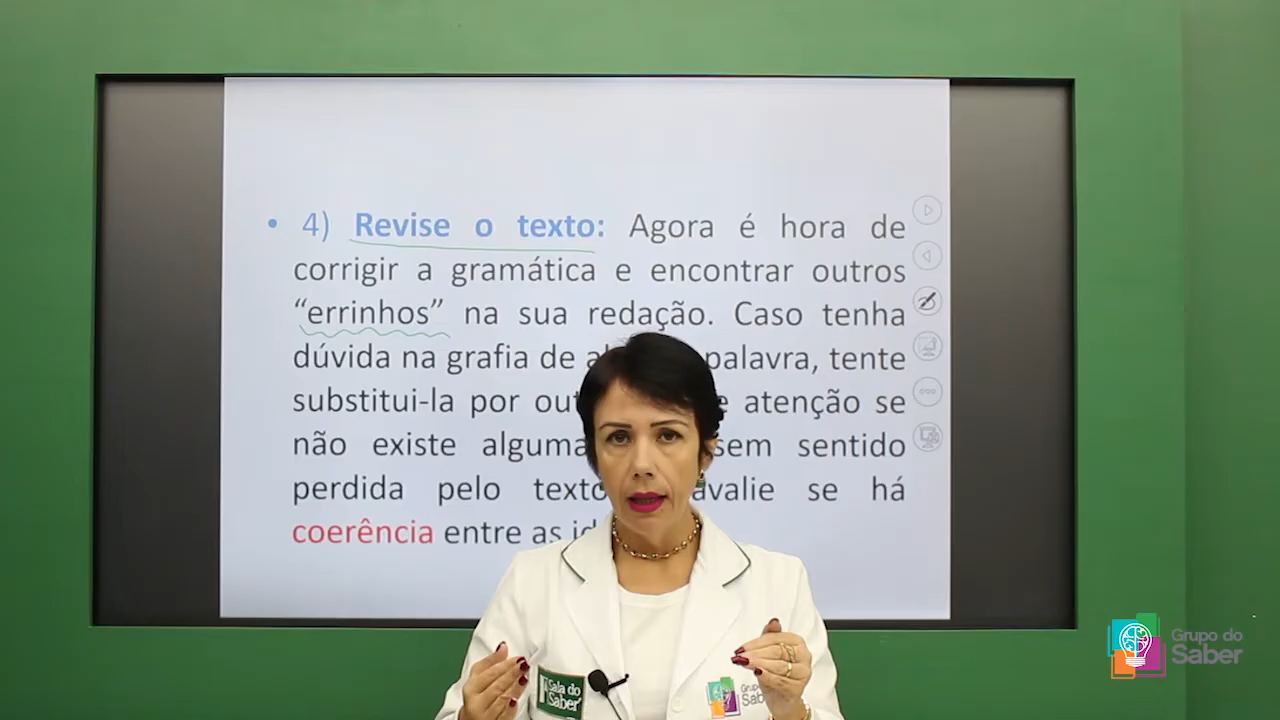 • 4) Revise o texto: Agora é hora de
corrigir a gramática e encontrar outros
“errinhos” na sua redação. Caso tenha
dúvida na grafia de palavra, tente
substitui-la por atenção se
não existe sem sentido
perdida pelo texto avalie se há
coerência entre as
Sala do
Saber
Grupo do
Saber